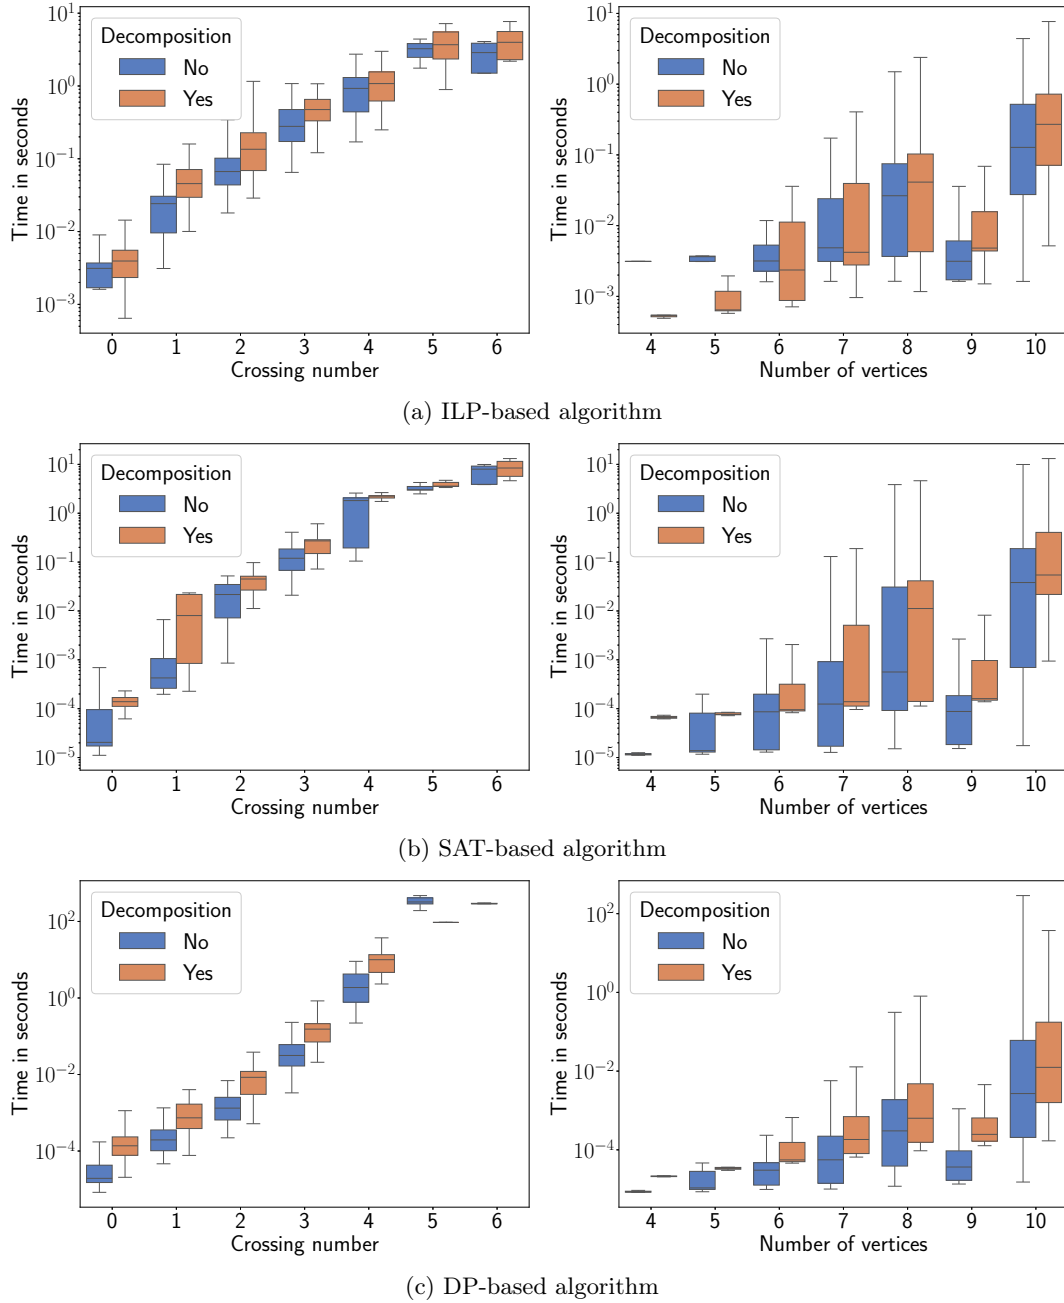 Decomposition
No
Yes
Time in seconds
10^1
10^0
10^-1
10^-2
10^-3
0 1 2 3 4 5 6
Crossing number
Decomposition
No
Yes
Time in seconds
10^1
10^0
10^-1
10^-2
10^-3
4 5 6 7 8 9 10
Number of vertices
(a) ILP-based algorithm
Decomposition
No
Yes
Time in seconds
10^1
10^0
10^-1
10^-2
10^-3
10^-4
10^-5
0 1 2 3 4 5 6
Crossing number
Decomposition
No
Yes
Time in seconds
10^1
10^0
10^-1
10^-2
10^-3
10^-4
10^-5
4 5 6 7 8 9 10
Number of vertices
(b) SAT-based algorithm
Decomposition
No
Yes
Time in seconds
10^2
10^0
10^-2
10^-4
0 1 2 3 4 5 6
Crossing number
Decomposition
No
Yes
Time in seconds
10^2
10^0
10^-2
10^-4
4 5 6 7 8 9 10
Number of vertices
(c) DP-based algorithm